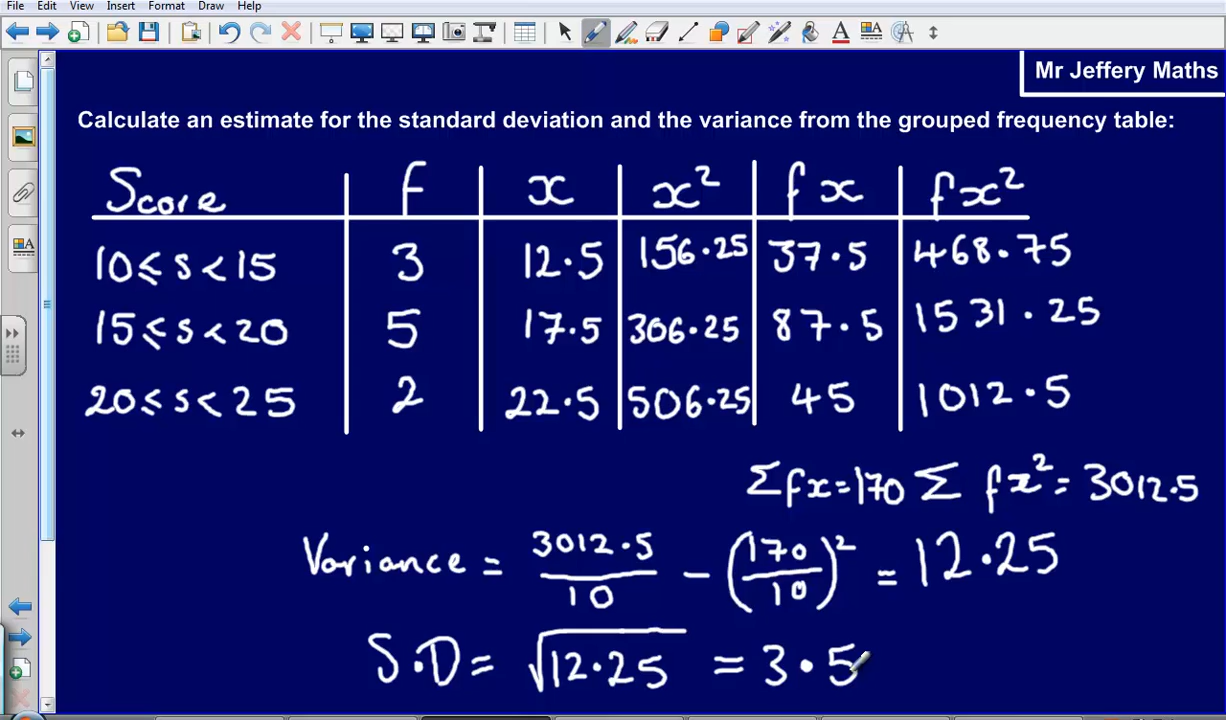 File Edit View Insert Format Draw Help
Mr Jeffery Maths
Calculate an estimate for the standard deviation and the variance from the grouped frequency table:
Score F x x² fx fx²
10≤s<15 3 12.5 156.25 37.5 468.75
15≤s<20 5 17.5 306.25 87.5 1531.25
20≤s<25 2 22.5 506.25 45 1012.5
Σfx=170 Σfx²=3012.5
Variance = 3012.5/10 − (170/10)² = 12.25
S.D = √12.25 = 3.5